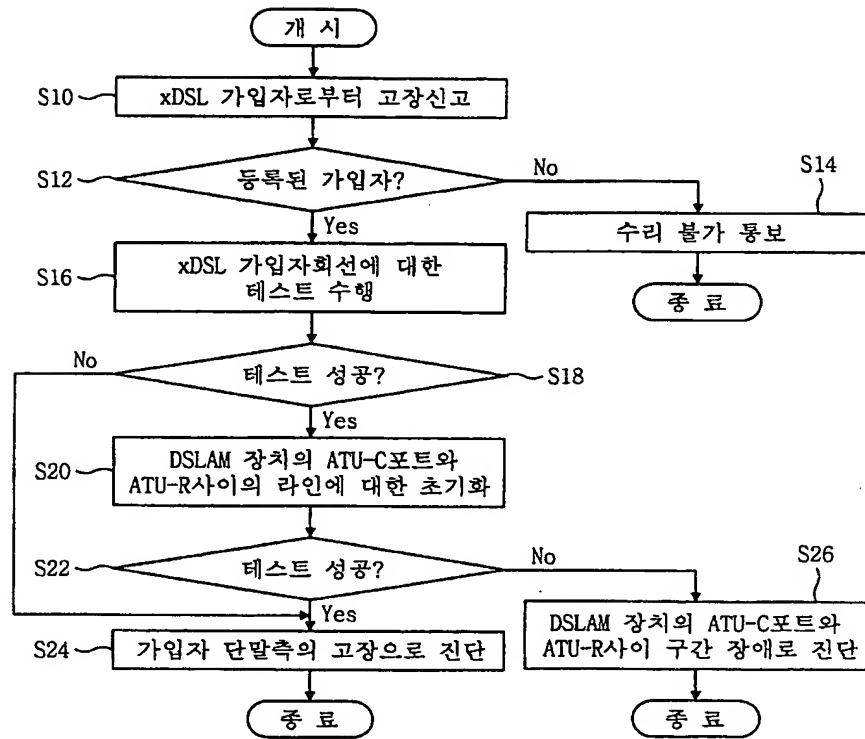 개 시
S10
xDSL 가입자로부터 고장신고
S12
등록된 가입자?
No
S14
Yes
수리 불가 통보
S16
xDSL 가입자회선에 대한
테스트 수행
종 료
No
테스트 성공?
S18
Yes
S20
DSLAM 장치의 ATU-C포트와
ATU-R사이의 라인에 대한 초기화
S22
테스트 성공?
No
S26
Yes
S24
가입자 단말측의 고장으로 진단
DSLAM 장치의 ATU-C포트와
ATU-R사이 구간 장애로 진단
종 료
종 료